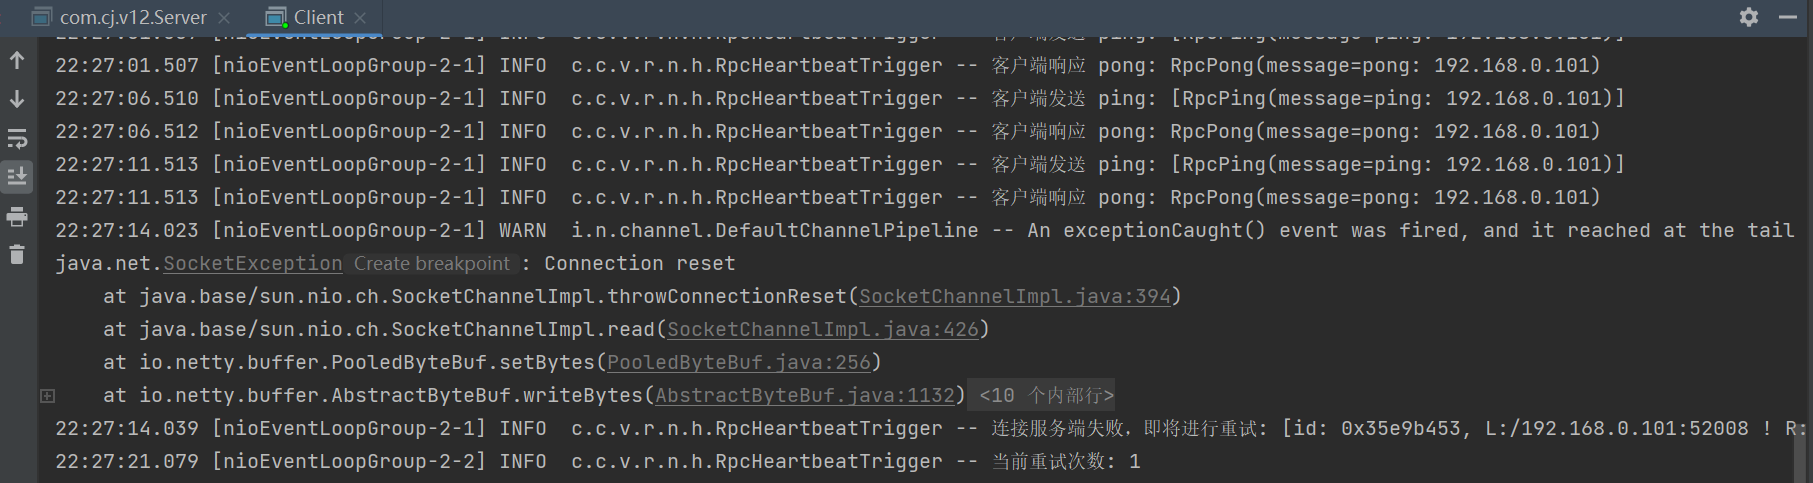 com.cj.v12.Server
Client
22:27:01.507 [nioEventLoopGroup-2-1] INFO  c.c.v.r.n.h.RpcHeartbeatTrigger -- 客户端响应 pong: RpcPong(message=pong: 192.168.0.101)
22:27:06.510 [nioEventLoopGroup-2-1] INFO  c.c.v.r.n.h.RpcHeartbeatTrigger -- 客户端发送 ping: [RpcPing(message=ping: 192.168.0.101)]
22:27:06.512 [nioEventLoopGroup-2-1] INFO  c.c.v.r.n.h.RpcHeartbeatTrigger -- 客户端响应 pong: RpcPong(message=pong: 192.168.0.101)
22:27:11.513 [nioEventLoopGroup-2-1] INFO  c.c.v.r.n.h.RpcHeartbeatTrigger -- 客户端发送 ping: [RpcPing(message=ping: 192.168.0.101)]
22:27:11.513 [nioEventLoopGroup-2-1] INFO  c.c.v.r.n.h.RpcHeartbeatTrigger -- 客户端响应 pong: RpcPong(message=pong: 192.168.0.101)
22:27:14.023 [nioEventLoopGroup-2-1] WARN  i.n.channel.DefaultChannelPipeline -- An exceptionCaught() event was fired, and it reached at the tail
java.net.SocketException Create breakpoint : Connection reset
at java.base/sun.nio.ch.SocketChannelImpl.throwConnectionReset(SocketChannelImpl.java:394)
at java.base/sun.nio.ch.SocketChannelImpl.read(SocketChannelImpl.java:426)
at io.netty.buffer.PooledByteBuf.setBytes(PooledByteBuf.java:256)
at io.netty.buffer.AbstractByteBuf.writeBytes(AbstractByteBuf.java:1132) <10 个内部行>
22:27:14.039 [nioEventLoopGroup-2-1] INFO  c.c.v.r.n.h.RpcHeartbeatTrigger -- 连接服务端失败，即将进行重试: [id: 0x35e9b453, L:/192.168.0.101:52008 ! R:
22:27:21.079 [nioEventLoopGroup-2-2] INFO  c.c.v.r.n.h.RpcHeartbeatTrigger -- 当前重试次数: 1